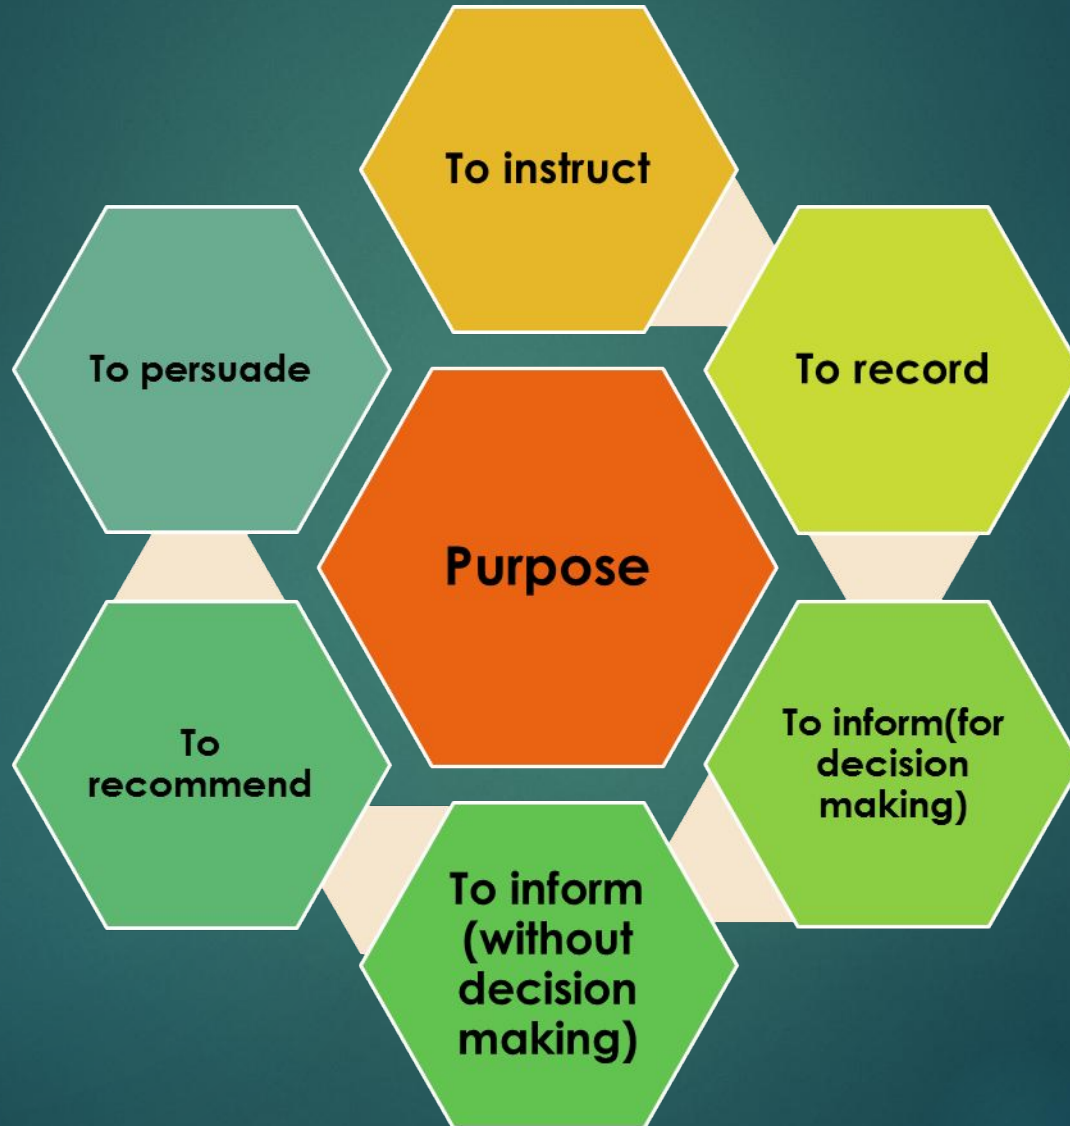 To instruct
To persuade
To record
Purpose
To
recommend
To inform(for
decision
making)
To inform
(without
decision
making)